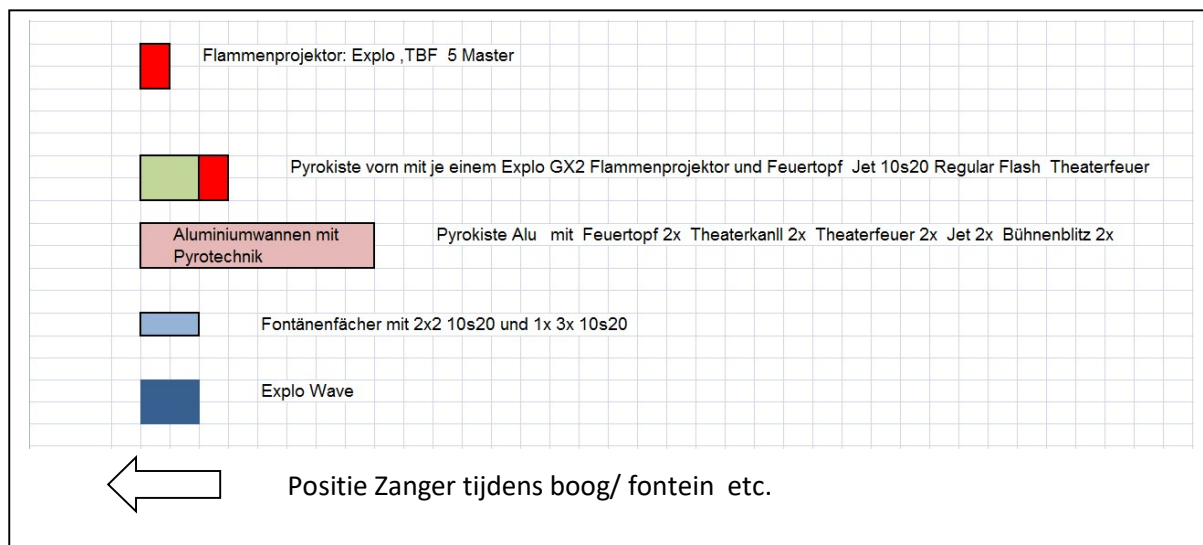 Flammenprojektor: Explo ,TBF 5 Master
Pyrokiste vorn mit je einem Explo GX2 Flammenprojektor und Feuertopf Jet 10s20 Regular Flash Theaterfeuer
Aluminiumwannen mit
Pyrotechnik
Pyrokiste Alu mit Feuertopf 2x Theaterkanll 2x Theaterfeuer 2x Jet 2x Bühnenblitz 2x
Fontänenfächer mit 2x2 10s20 und 1x 3x 10s20
Explo Wave
Positie Zanger tijdens boog/ fontein etc.